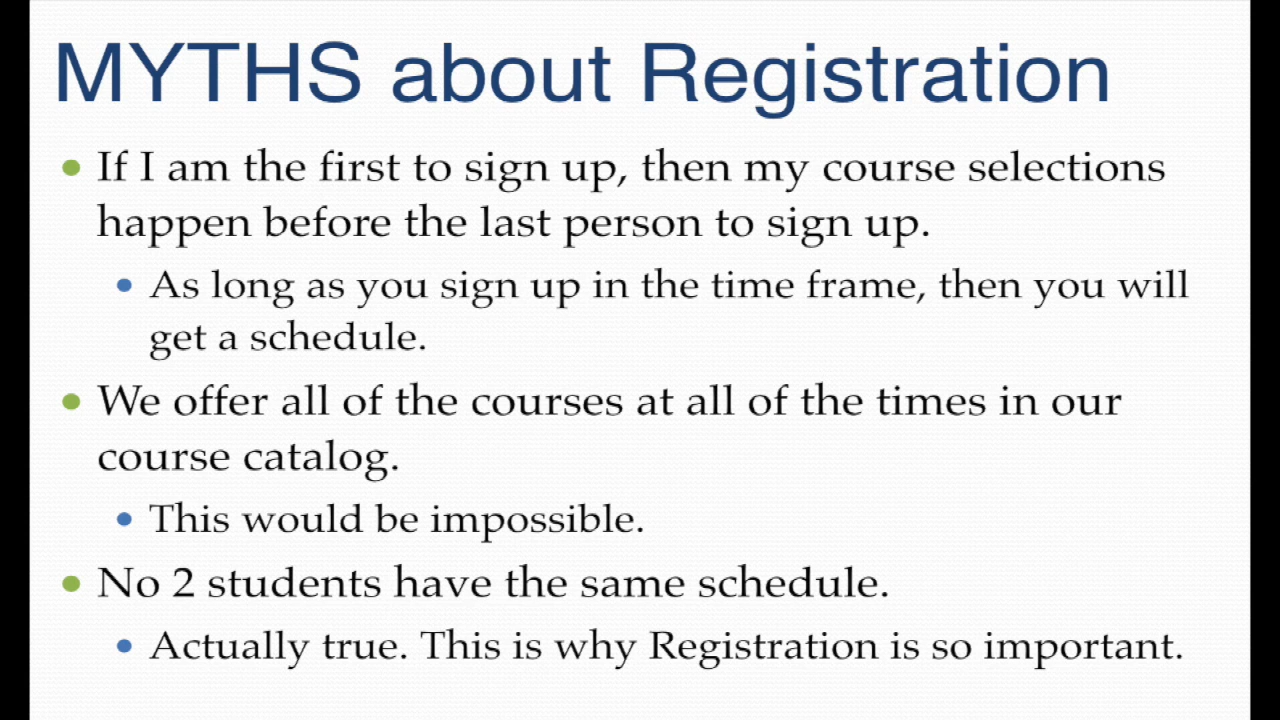 MYTHS about Registration
• If I am the first to sign up, then my course selections
happen before the last person to sign up.
• As long as you sign up in the time frame, then you will
get a schedule.
• We offer all of the courses at all of the times in our
course catalog.
• This would be impossible.
• No 2 students have the same schedule.
• Actually true. This is why Registration is so important.